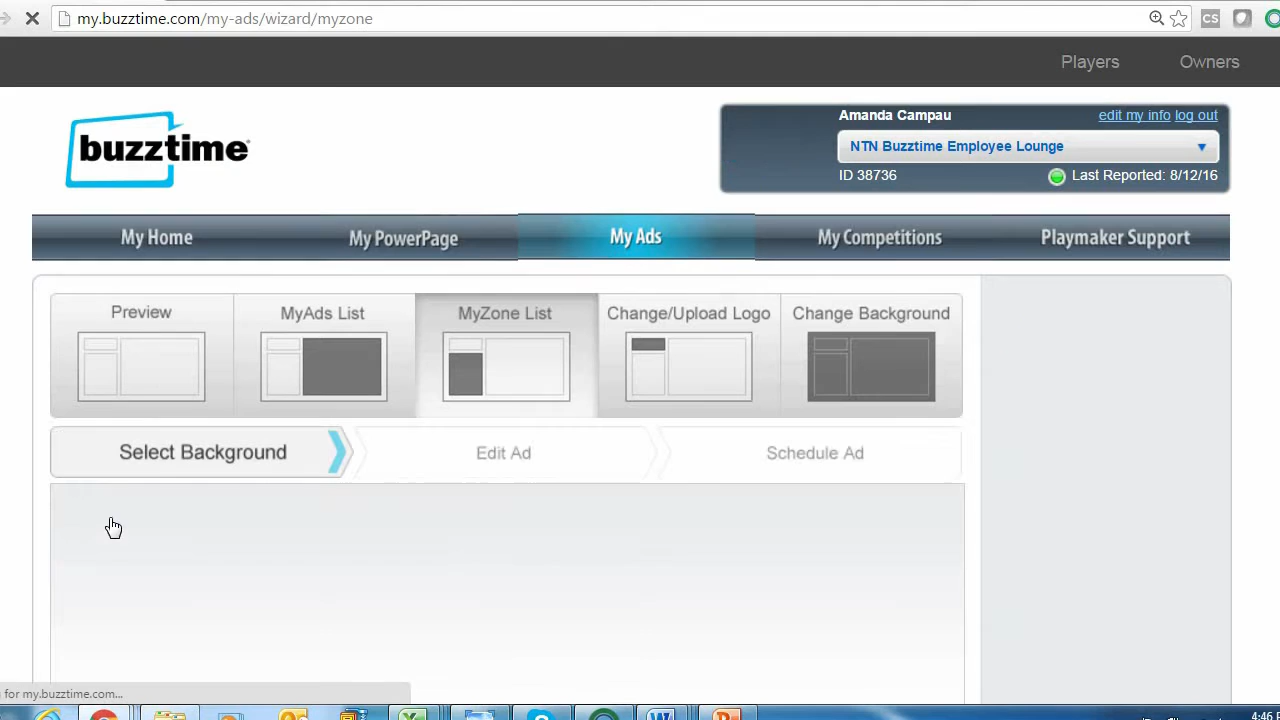 my.buzztime.com/my-ads/wizard/myzone
CS
Players Owners
buzztime
Amanda Campau edit my info log out
NTN Buzztime Employee Lounge
ID 38736 Last Reported: 8/12/16
My Home My PowerPage My Ads My Competitions Playmaker Support
Preview MyAds List MyZone List Change/Upload Logo Change Background
Select Background Edit Ad Schedule Ad
for my.buzztime.com...
4:46